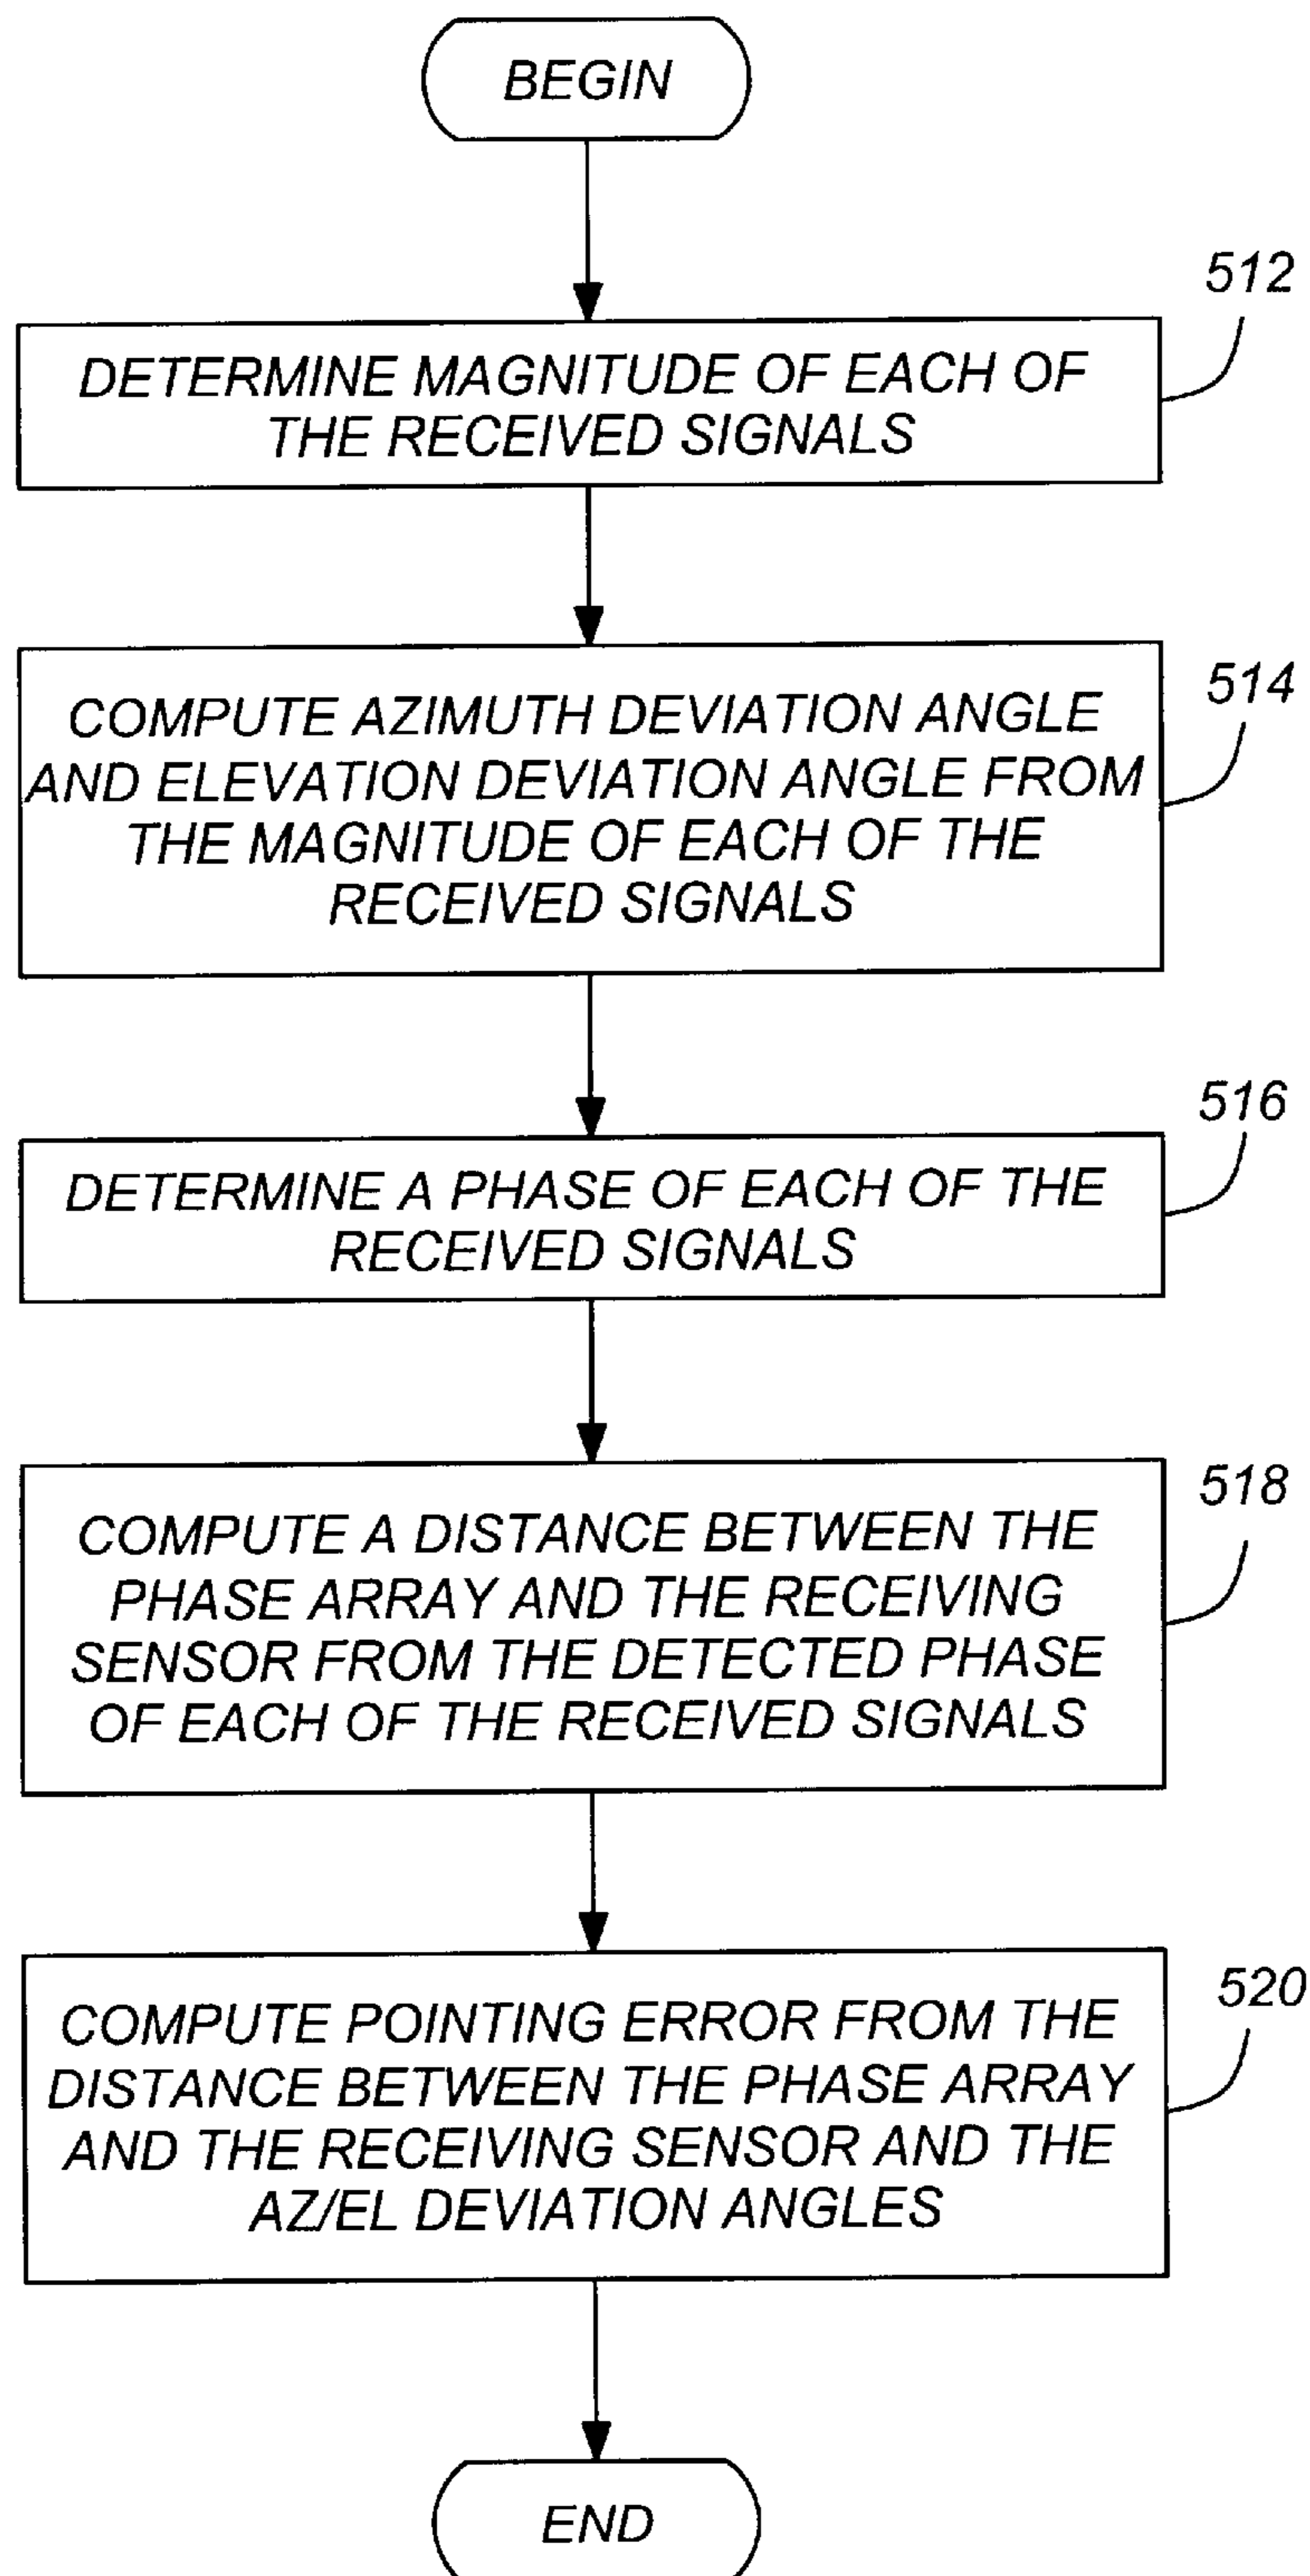 BEGIN
512
DETERMINE MAGNITUDE OF EACH OF
THE RECEIVED SIGNALS
514
COMPUTE AZIMUTH DEVIATION ANGLE
AND ELEVATION DEVIATION ANGLE FROM
THE MAGNITUDE OF EACH OF THE
RECEIVED SIGNALS
516
DETERMINE A PHASE OF EACH OF THE
RECEIVED SIGNALS
518
COMPUTE A DISTANCE BETWEEN THE
PHASE ARRAY AND THE RECEIVING
SENSOR FROM THE DETECTED PHASE
OF EACH OF THE RECEIVED SIGNALS
520
COMPUTE POINTING ERROR FROM THE
DISTANCE BETWEEN THE PHASE ARRAY
AND THE RECEIVING SENSOR AND THE
AZ/EL DEVIATION ANGLES
END